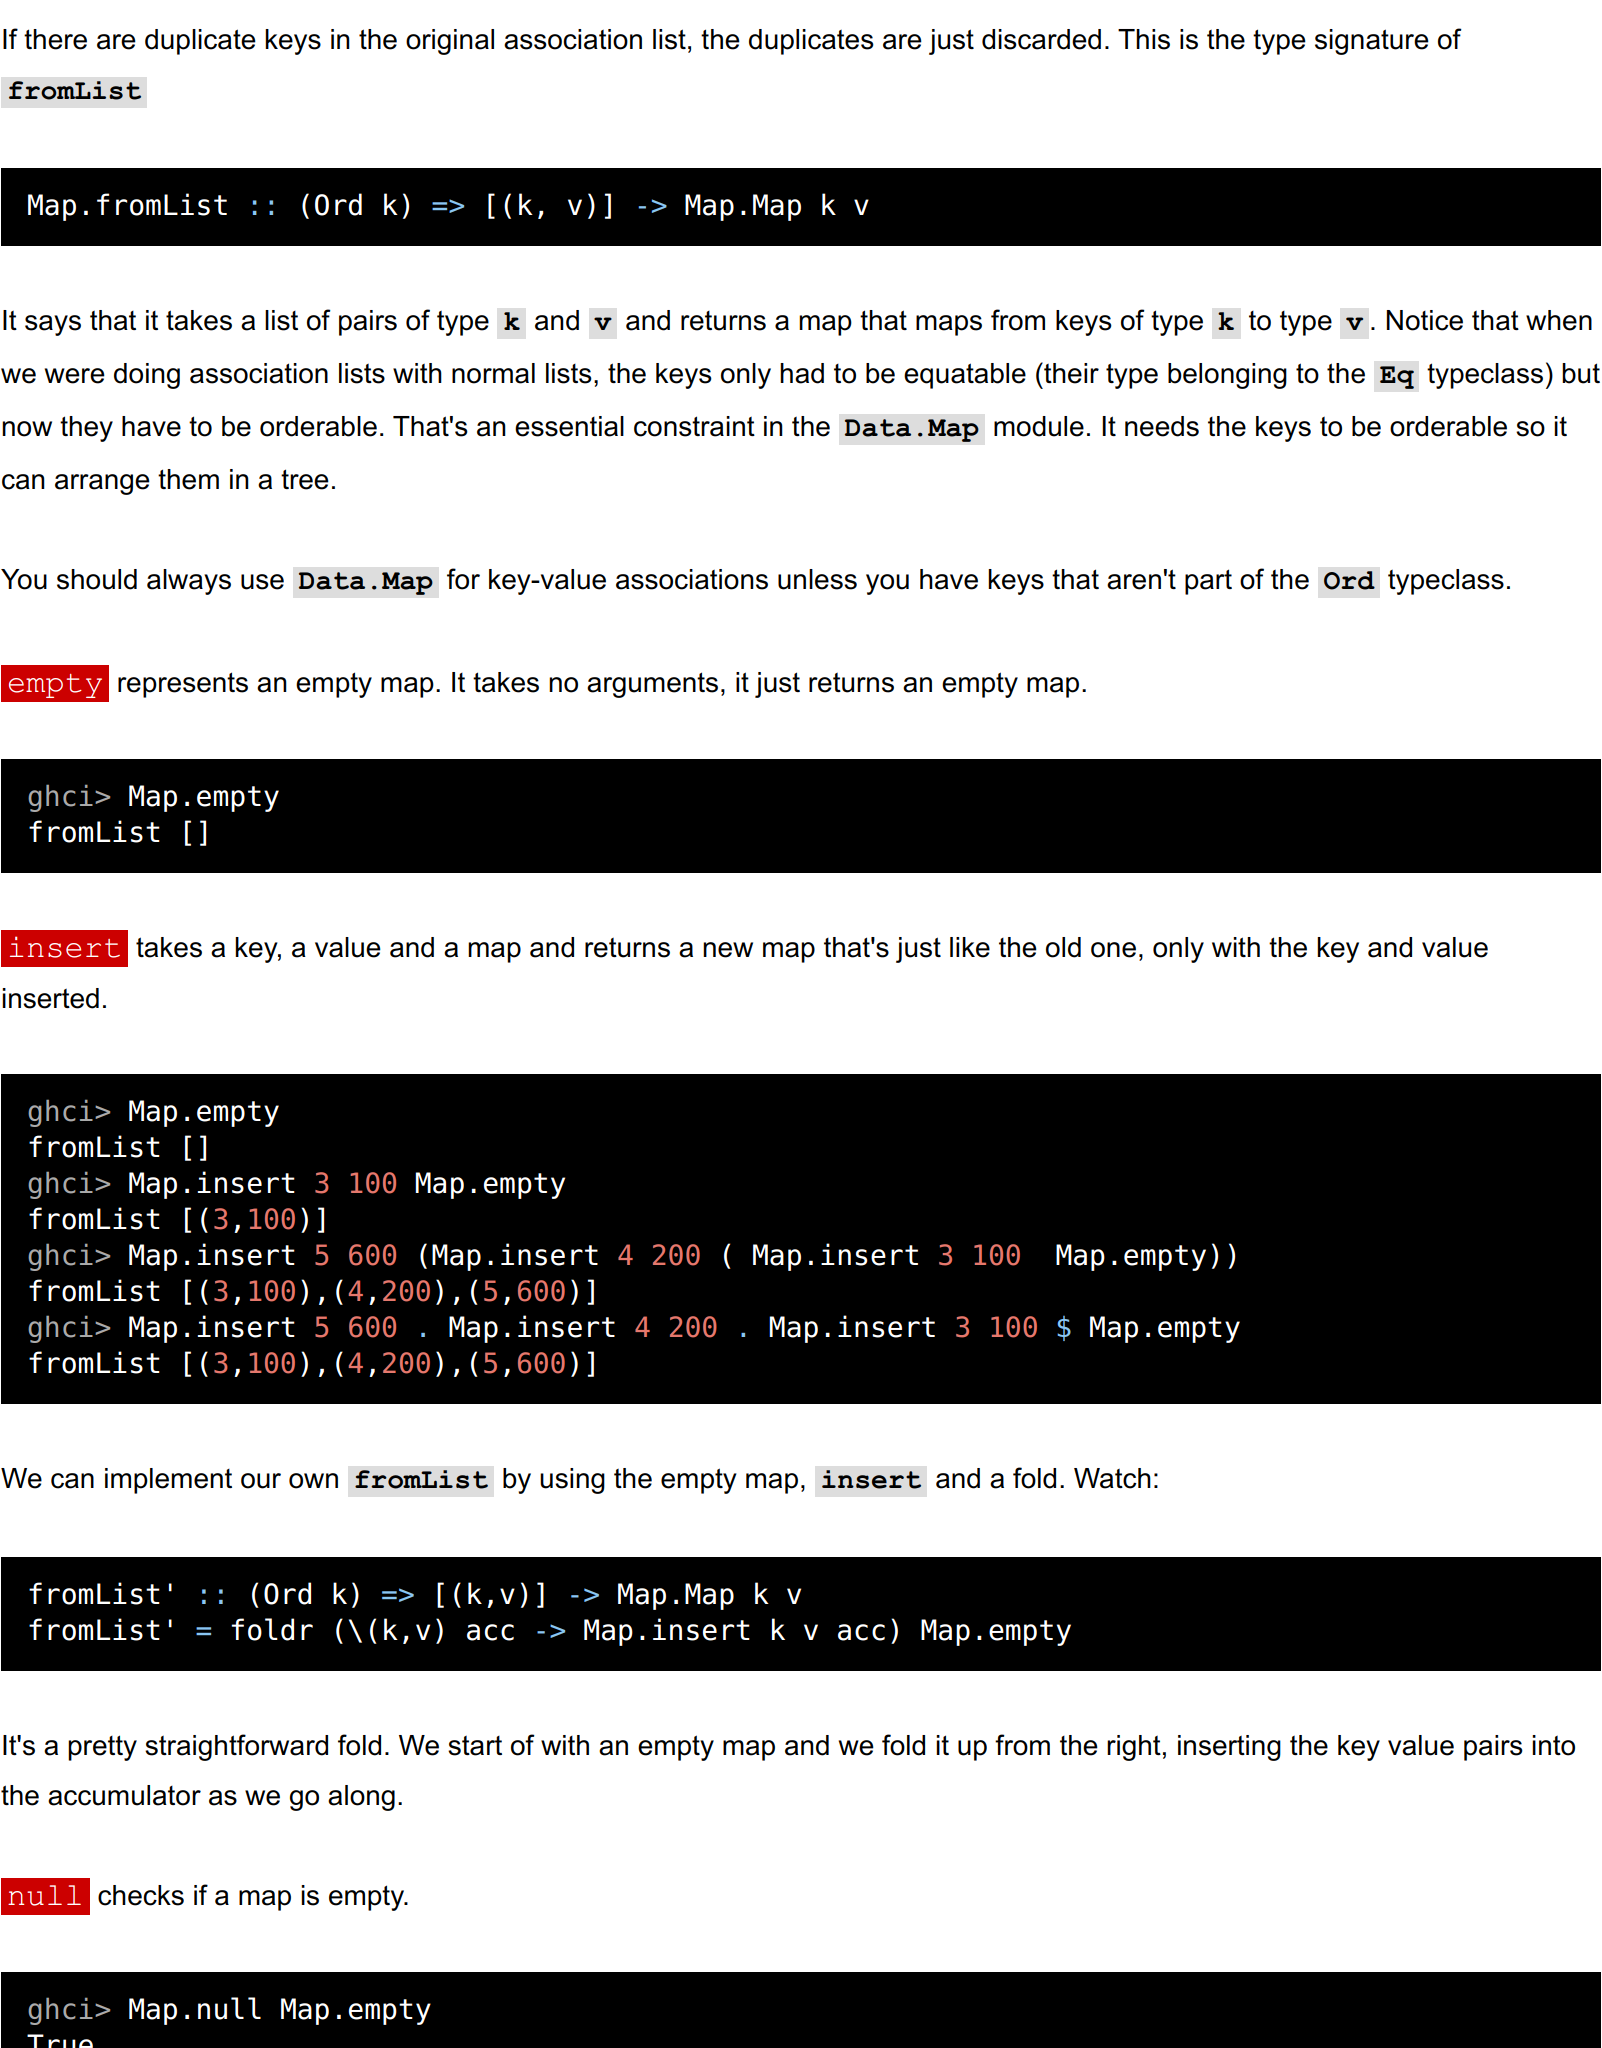 If there are duplicate keys in the original association list, the duplicates are just discarded. This is the type signature of
fromList
Map.fromList :: (Ord k) => [(k, v)] -> Map.Map k v
It says that it takes a list of pairs of type k and v and returns a map that maps from keys of type k to type v. Notice that when
we were doing association lists with normal lists, the keys only had to be equatable (their type belonging to the Eq typeclass) but
now they have to be orderable. That's an essential constraint in the Data.Map module. It needs the keys to be orderable so it
can arrange them in a tree.
You should always use Data.Map for key-value associations unless you have keys that aren't part of the Ord typeclass.
empty represents an empty map. It takes no arguments, it just returns an empty map.
ghci> Map.empty
fromList []
insert takes a key, a value and a map and returns a new map that's just like the old one, only with the key and value
inserted.
ghci> Map.empty
fromList []
ghci> Map.insert 3 100 Map.empty
fromList [(3,100)]
ghci> Map.insert 5 600 (Map.insert 4 200 ( Map.insert 3 100  Map.empty))
fromList [(3,100),(4,200),(5,600)]
ghci> Map.insert 5 600 . Map.insert 4 200 . Map.insert 3 100 $ Map.empty
fromList [(3,100),(4,200),(5,600)]
We can implement our own fromList by using the empty map, insert and a fold. Watch:
fromList' :: (Ord k) => [(k,v)] -> Map.Map k v
fromList' = foldr (\(k,v) acc -> Map.insert k v acc) Map.empty
It's a pretty straightforward fold. We start of with an empty map and we fold it up from the right, inserting the key value pairs into
the accumulator as we go along.
null checks if a map is empty.
ghci> Map.null Map.empty
True